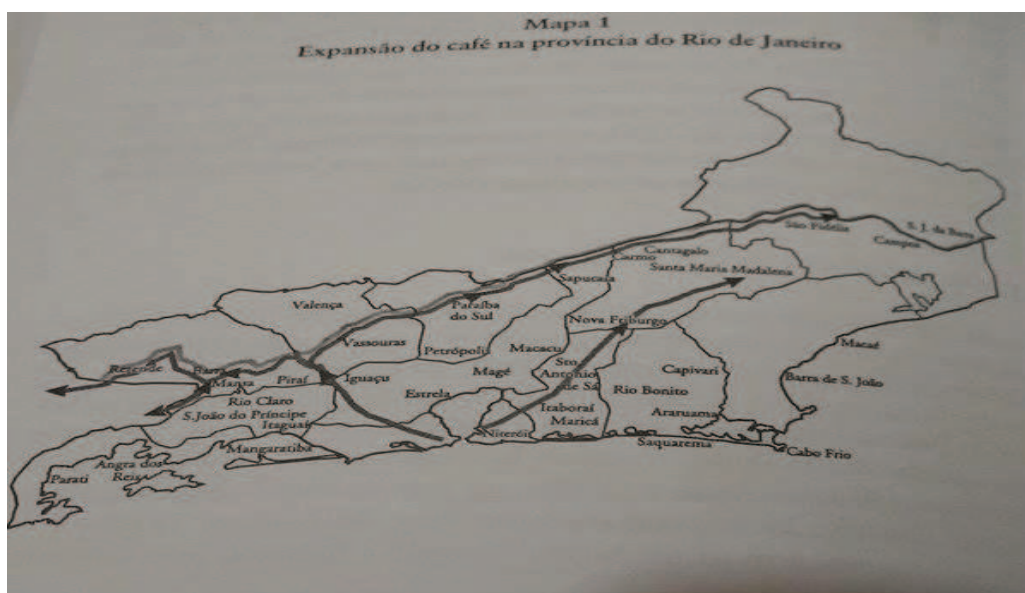 Mapa 1
Expansão do café na província do Rio de Janeiro
S. J. da Barra
São Fidélis
Campos
Cantagalo
Carmo
Santa Maria Madalena
Sapucaia
Valença
Paraíba
do Sul
Nova Friburgo
Vassouras
Petrópolis
Macacu
Macaé
Rezende
Barra
Mansa
Piraí
Iguaçu
Magé
Sto
Antonio
de Sá
Capivari
Barra de S. João
Rio Bonito
Estrela
Rio Claro
S. João do Príncipe
Itaguaí
Itaboraí
Maricá
Araruama
Niterói
Saquarema
Cabo Frio
Mangaratiba
Angra dos
Reis
Parati